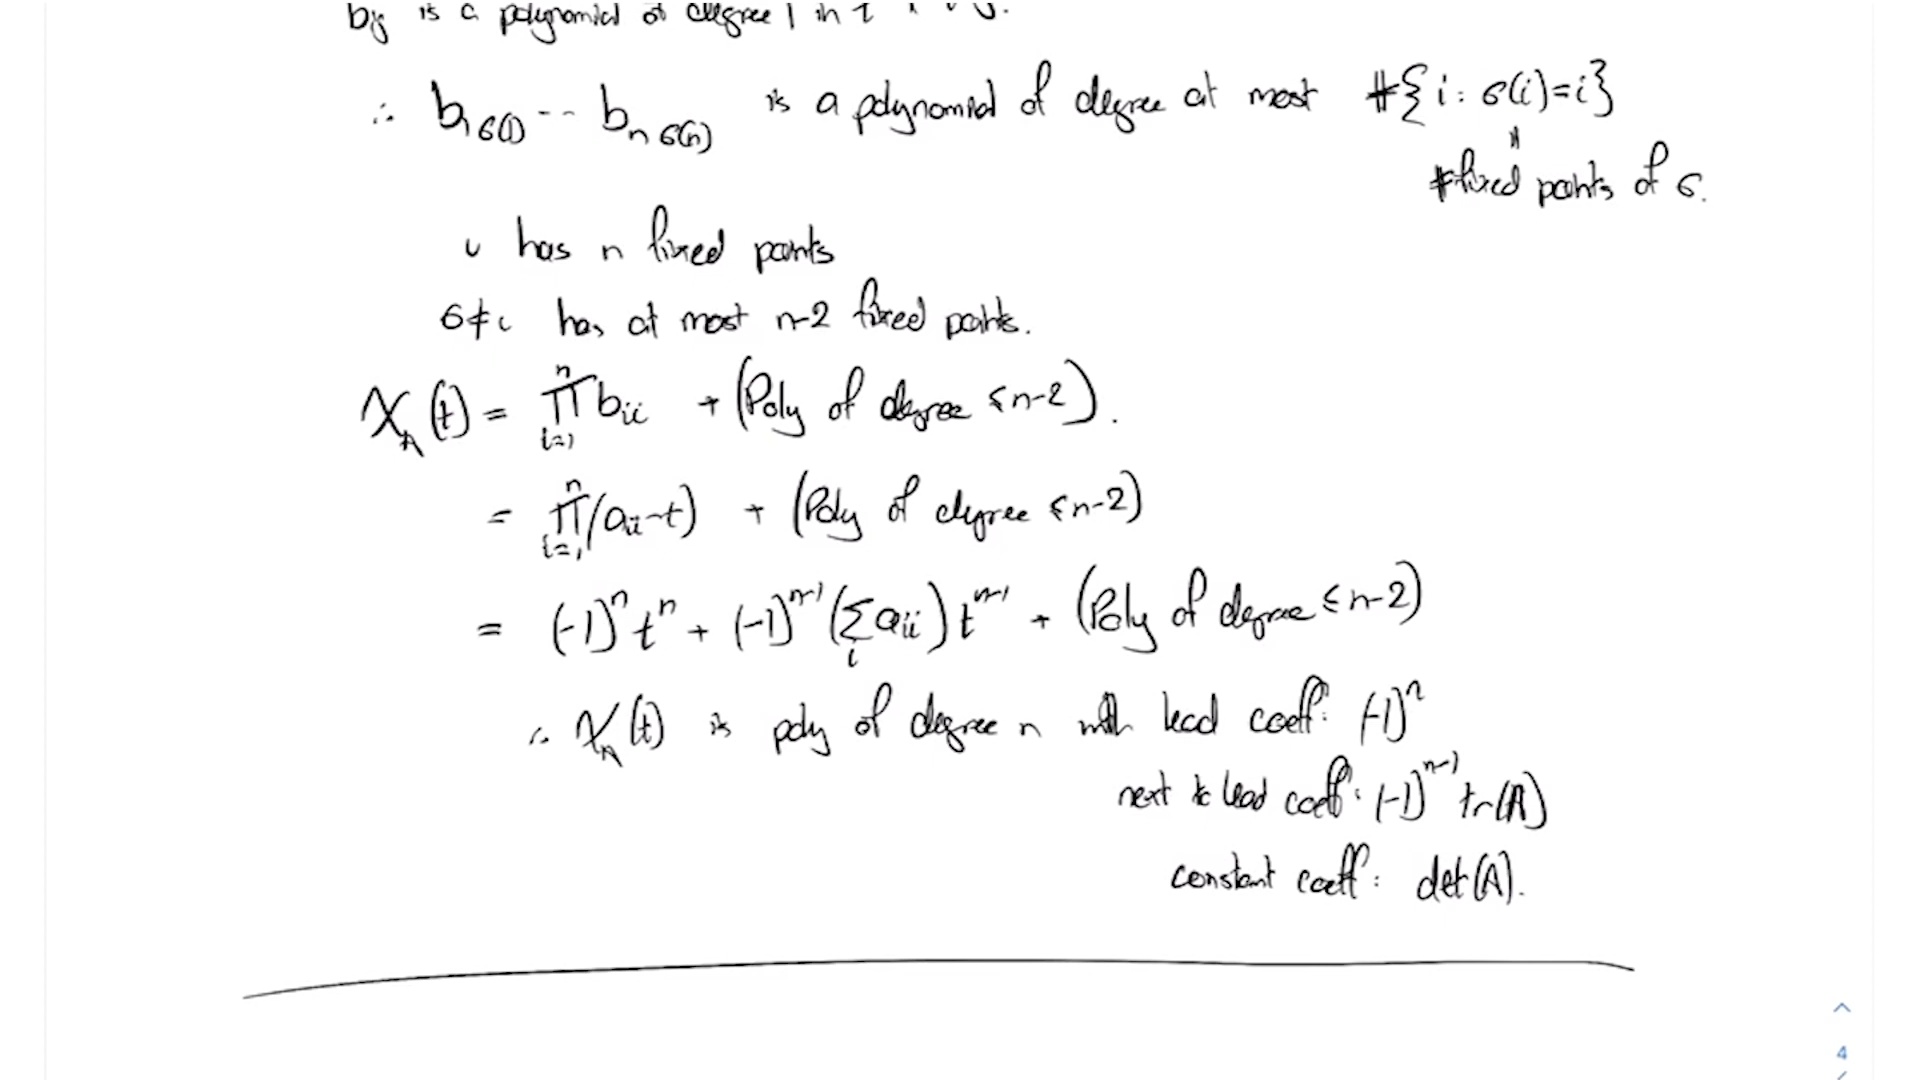 bij is a polynomial of degree 1 in t
∴ b1σ(1) ··· bnσ(n) is a polynomial of degree at most #{i : σ(i)=i}
#fixed points of σ.
ι has n fixed points
σ≠ι has at most n-2 fixed points.
χ_A(t) = ∏_{i=1}^{n} bii + (Poly of degree ≤ n-2).
= ∏_{i=1}^{n} (aii - t) + (Poly of degree ≤ n-2)
= (-1)^n t^n + (-1)^{n-1} (∑_i aii) t^{n-1} + (Poly of degree ≤ n-2)
∴ χ_A(t) is poly of degree n with lead coeff: (-1)^n
next to lead coeff: (-1)^{n-1} tr(A)
constant coeff: det(A).
4